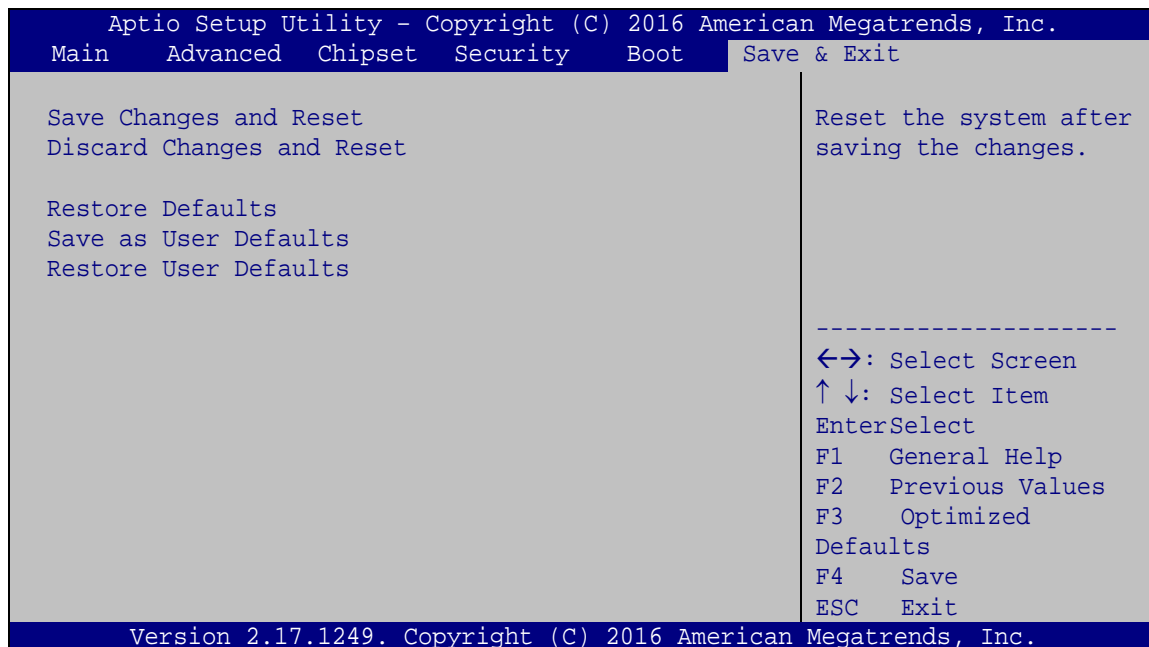 Aptio Setup Utility – Copyright (C) 2016 American Megatrends, Inc.
Main Advanced Chipset Security Boot Save & Exit
Save Changes and Reset
Discard Changes and Reset
Restore Defaults
Save as User Defaults
Restore User Defaults
Reset the system after
saving the changes.
---------------------
←→: Select Screen
↑ ↓: Select Item
EnterSelect
F1 General Help
F2 Previous Values
F3 Optimized
Defaults
F4 Save
ESC Exit
Version 2.17.1249. Copyright (C) 2016 American Megatrends, Inc.